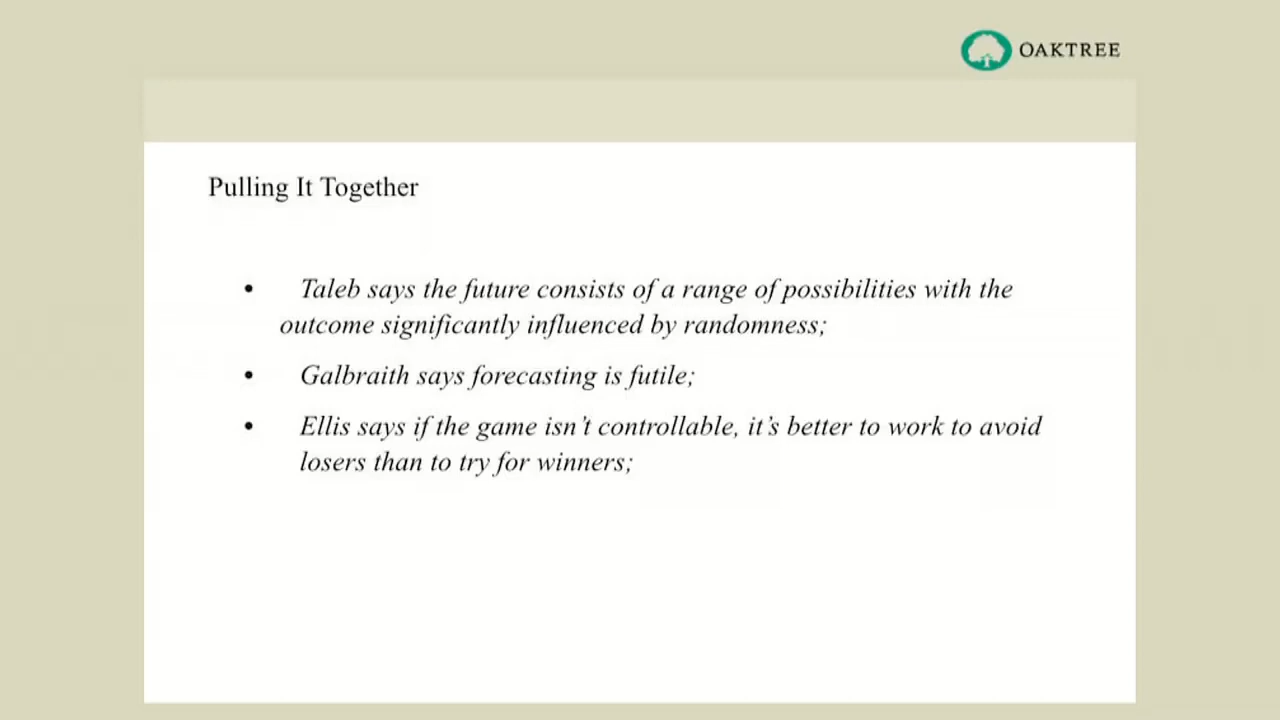 OAKTREE
Pulling It Together
• Taleb says the future consists of a range of possibilities with the
outcome significantly influenced by randomness;
• Galbraith says forecasting is futile;
• Ellis says if the game isn’t controllable, it’s better to work to avoid
losers than to try for winners;